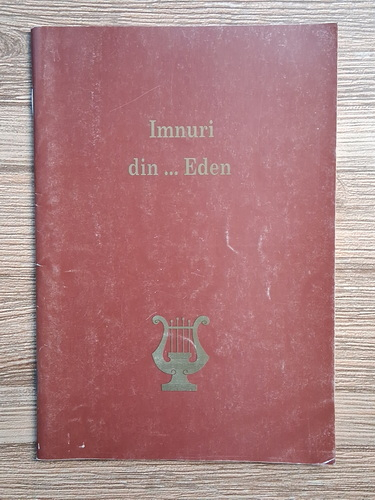 Imnuri
din ... Eden